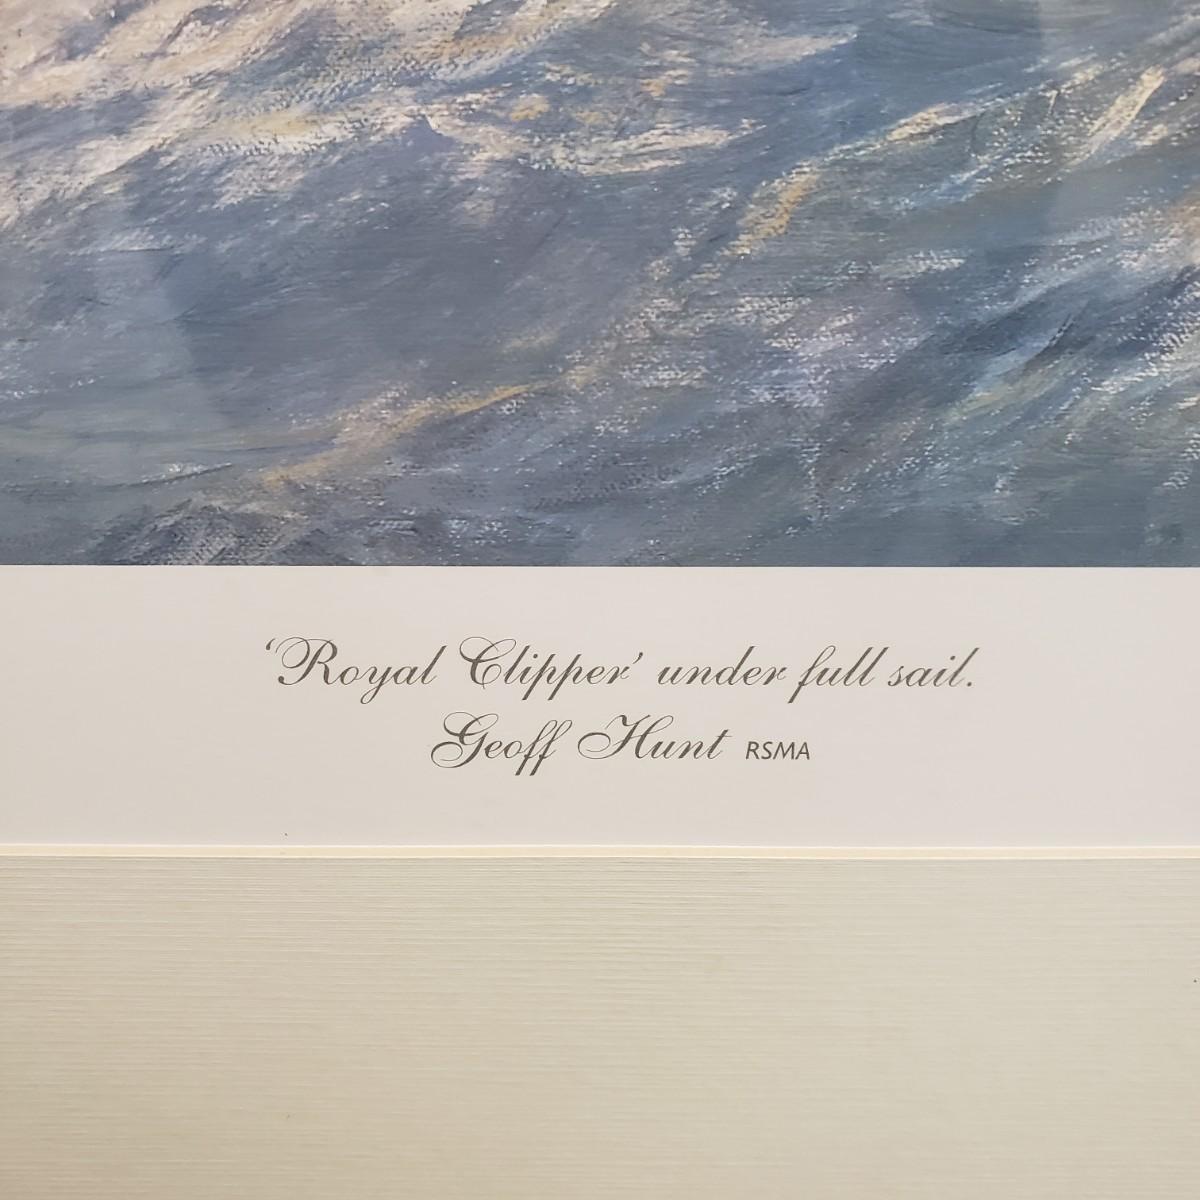 ‘Royal Clipper’ under full sail.
Geoff Hunt RSMA